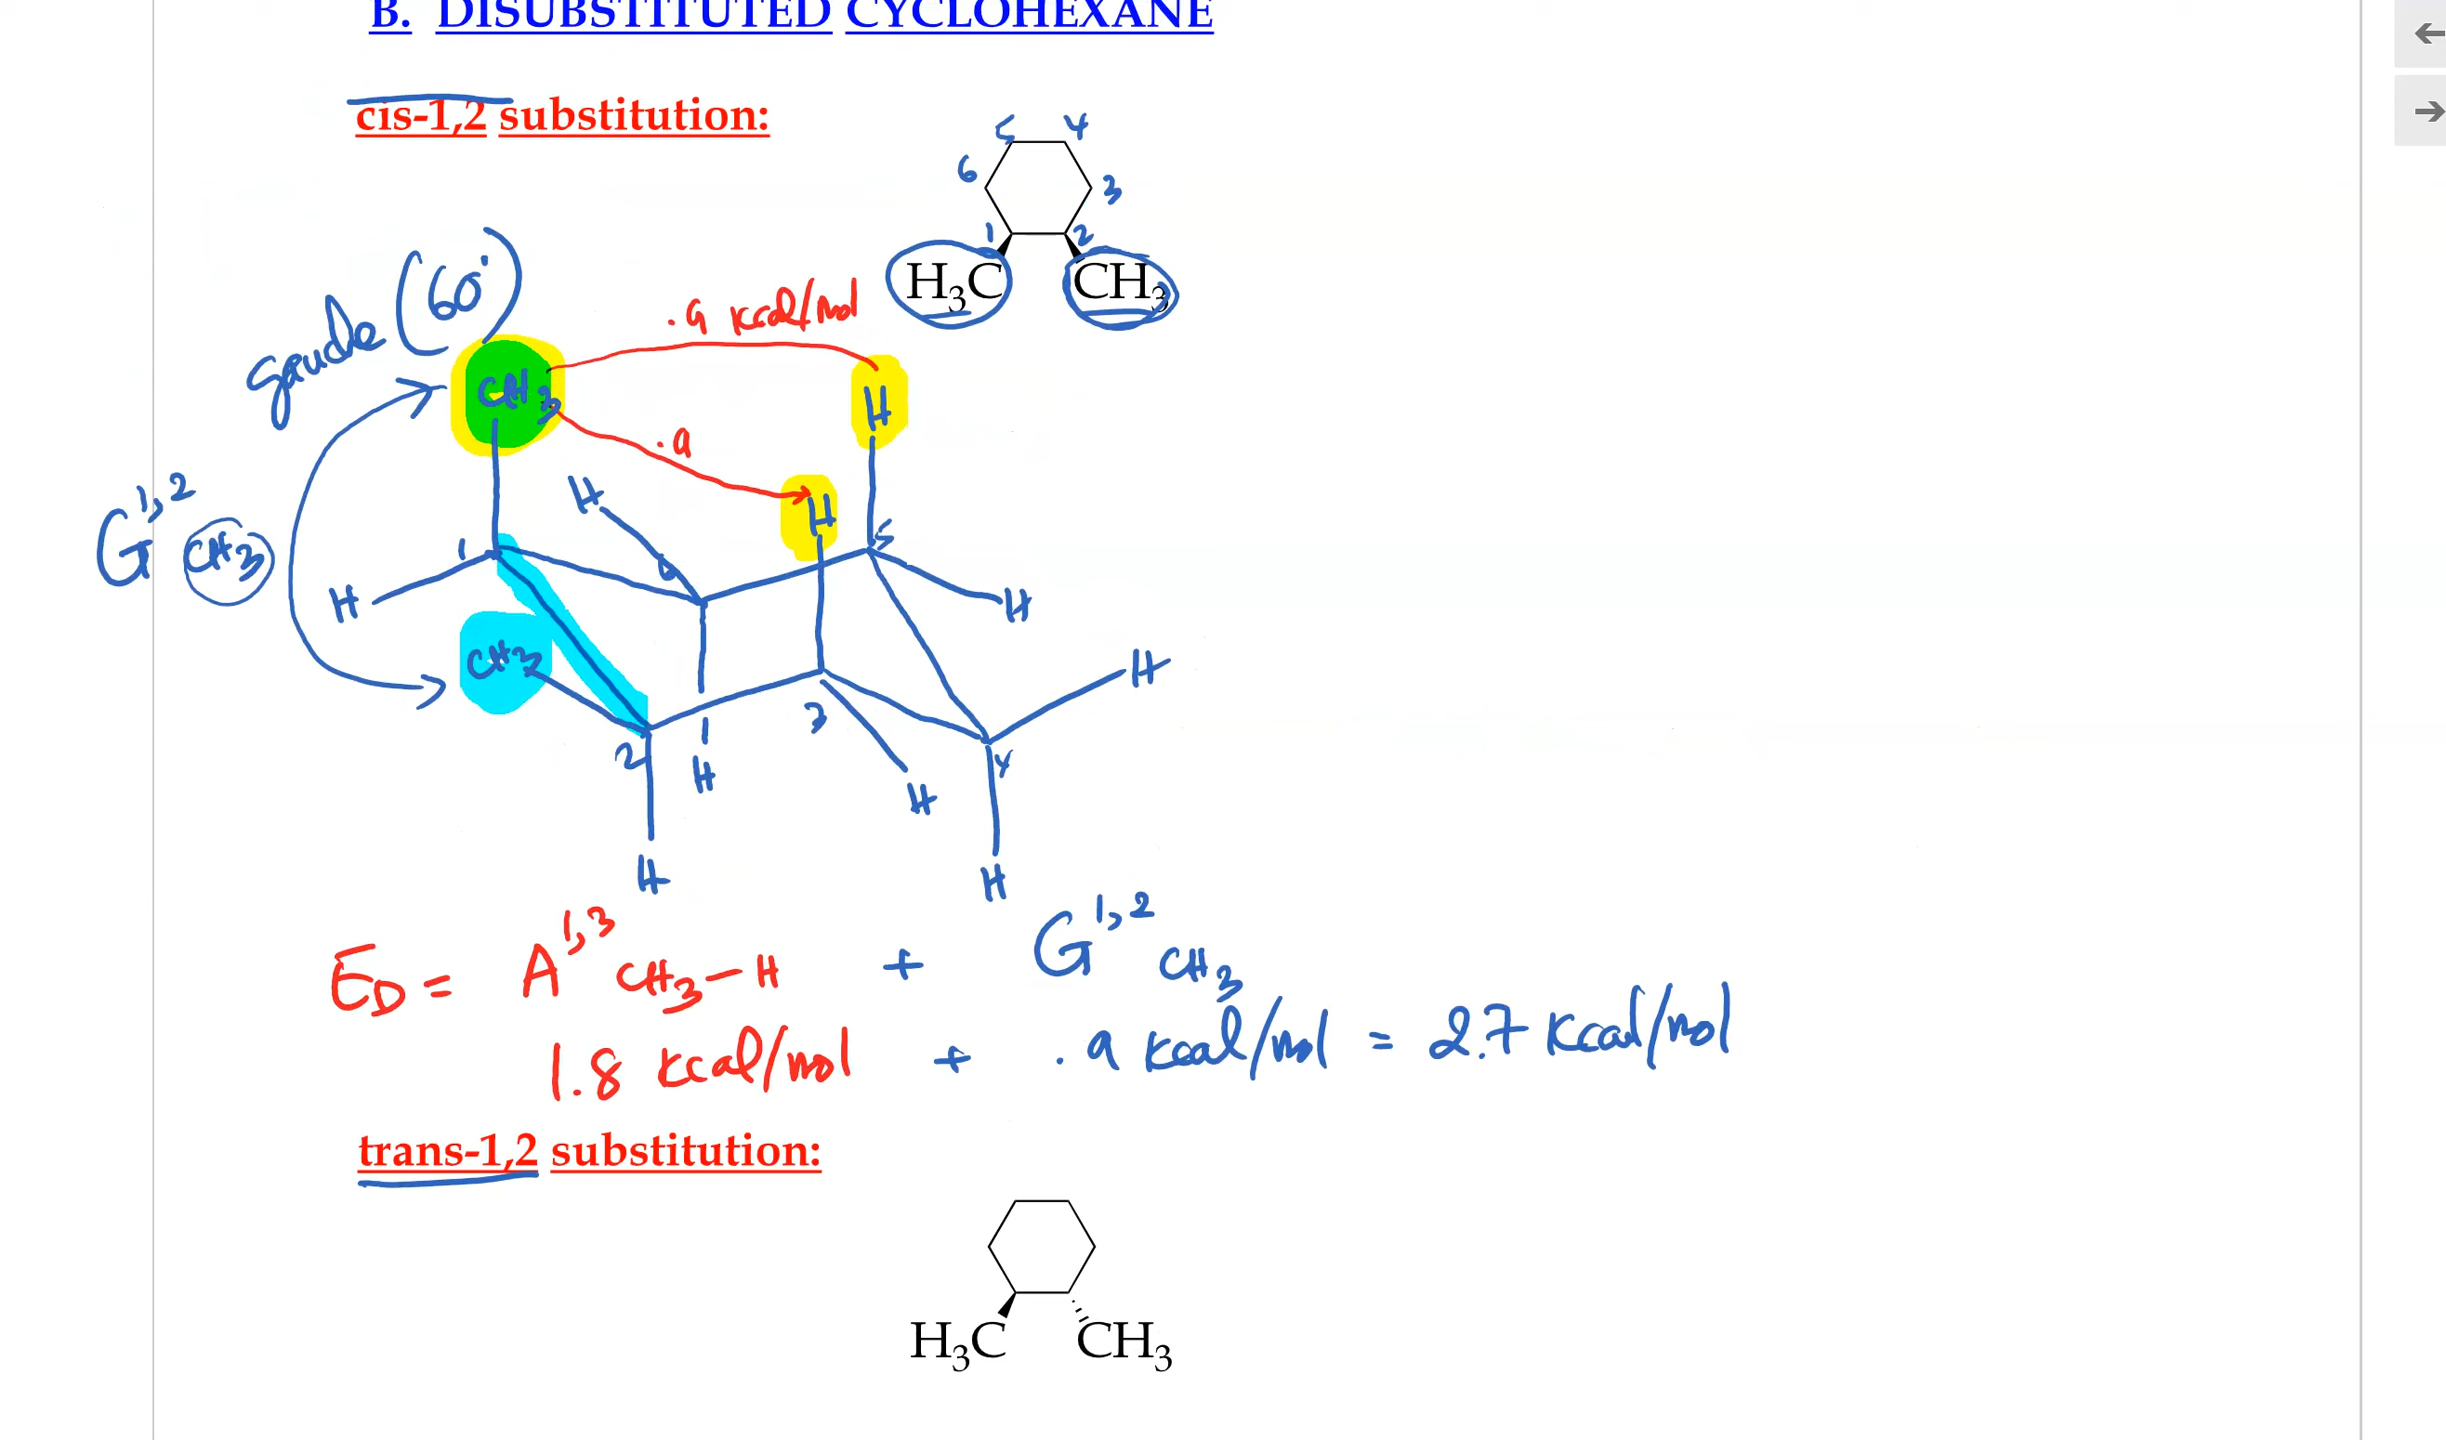 B. DISUBSTITUTED CYCLOHEXANE
cis-1,2 substitution:
5 4
6 3
1 2
H₃C CH₃
gauche (60°)
.9 kcal/mol
CH₃ H
.9
H H
G¹,² CH₃
1 5
6
H H
CH₃ H
2 3 4
H H
H H
E_D = A¹,³ CH₃-H + G¹,² CH₃
1.8 kcal/mol + .9 kcal/mol = 2.7 kcal/mol
trans-1,2 substitution:
H₃C CH₃